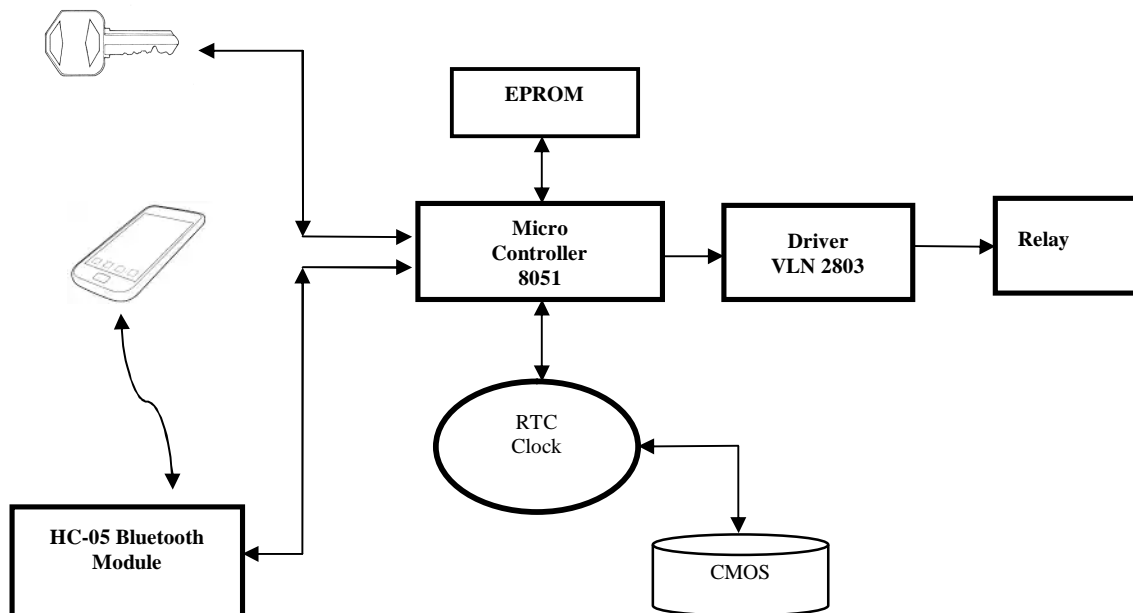 EPROM
Micro
Controller
8051
Driver
VLN 2803
Relay
RTC
Clock
HC-05 Bluetooth
Module
CMOS